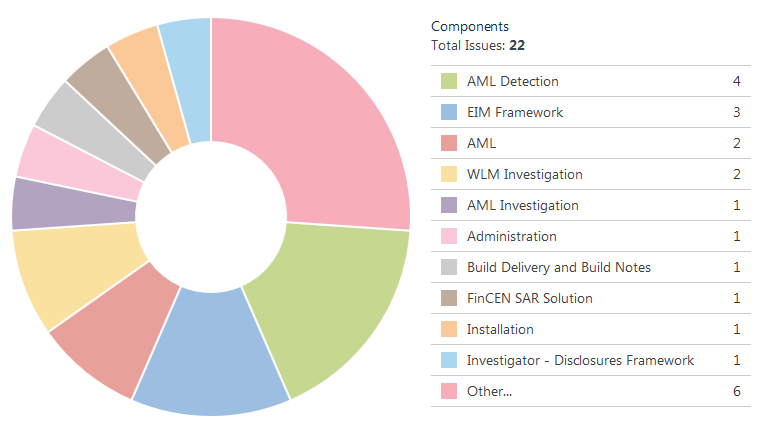 Components
Total Issues: 22
AML Detection 4
EIM Framework 3
AML 2
WLM Investigation 2
AML Investigation 1
Administration 1
Build Delivery and Build Notes 1
FinCEN SAR Solution 1
Installation 1
Investigator - Disclosures Framework 1
Other... 6